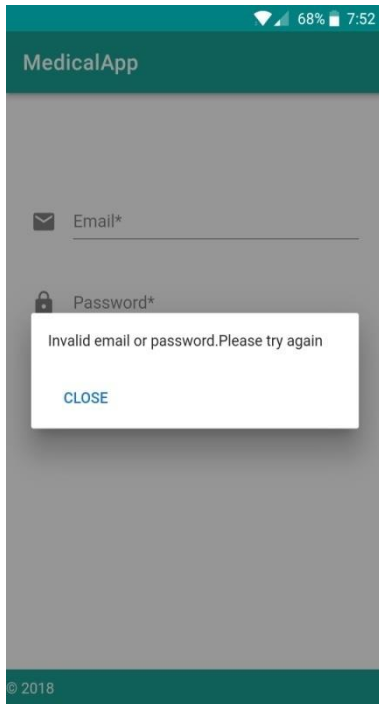 68% 7:52
MedicalApp
Email*
Password*
Invalid email or password.Please try again
CLOSE
© 2018